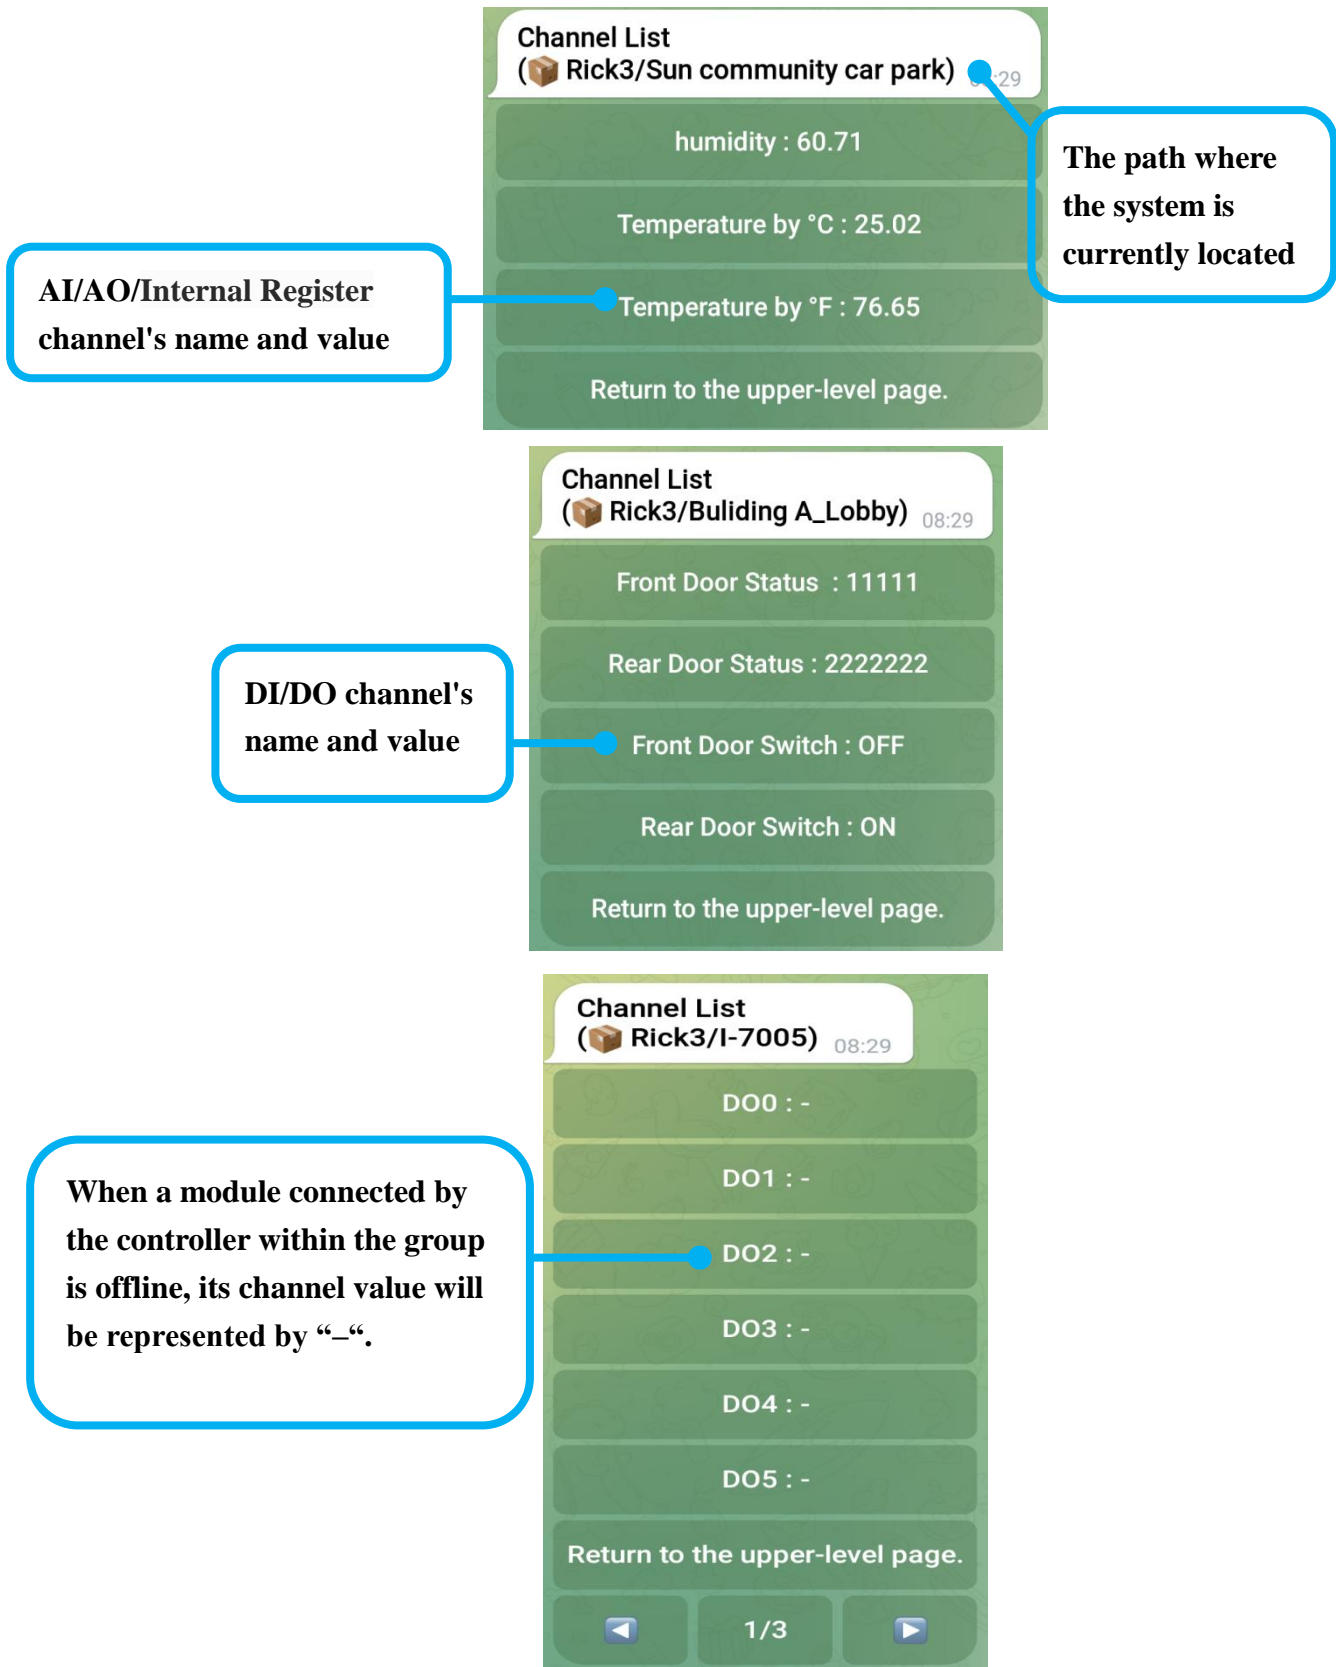 Channel List
(📦 Rick3/Sun community car park)
:29
humidity : 60.71
The path where
the system is
currently located
Temperature by °C : 25.02
AI/AO/Internal Register
channel's name and value
Temperature by °F : 76.65
Return to the upper-level page.
Channel List
(📦 Rick3/Buliding A_Lobby) 08:29
Front Door Status : 11111
Rear Door Status : 2222222
DI/DO channel's
name and value
Front Door Switch : OFF
Rear Door Switch : ON
Return to the upper-level page.
Channel List
(📦 Rick3/I-7005) 08:29
DO0 : -
DO1 : -
When a module connected by
the controller within the group
is offline, its channel value will
be represented by “–“.
DO2 : -
DO3 : -
DO4 : -
DO5 : -
Return to the upper-level page.
1/3